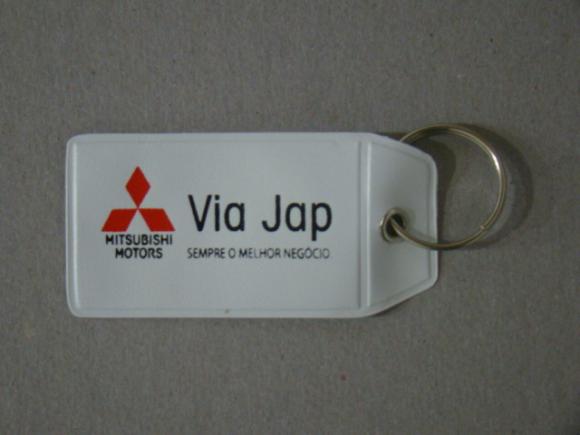 MITSUBISHI
MOTORS
Via Jap
SEMPRE O MELHOR NEGÓCIO.